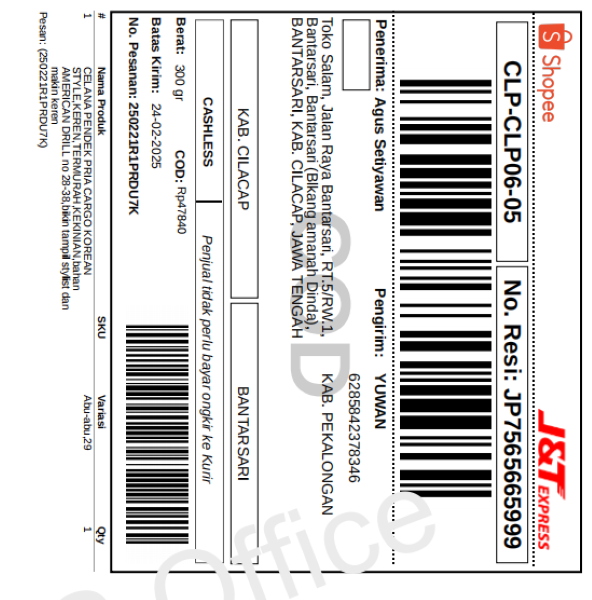 Shopee
J&T EXPRESS
CLP-CLP06-05
No. Resi: JP7565665999
Penerima: Agus Setiyawan
Pengirim: YUWAN
6285842378346
Toko Salam, Jalan Raya Bantarsari, RT.5/RW.1,
Bantarsari, Bantarsari (Blkang amanah Dinda),
BANTARSARI, KAB. CILACAP, JAWA TENGAH
KAB. PEKALONGAN
COD
KAB. CILACAP
BANTARSARI
CASHLESS
Penjual tidak perlu bayar ongkir ke Kurir
Berat: 300 gr
COD: Rp47840
Batas Kirim: 24-02-2025
No. Pesanan: 250221R1PRDU7K
# Nama Produk SKU Variasi Qty
1 CELANA PENDEK PRIA CARGO KOREAN Abu-abu,29 1
STYLE,KEREN,TERMURAH,KEKINIAN,bahan
AMERICAN DRILL no 28-38,bikin tampil stylist dan
makin keren
Pesan: (250221R1PRDU7K)
Office